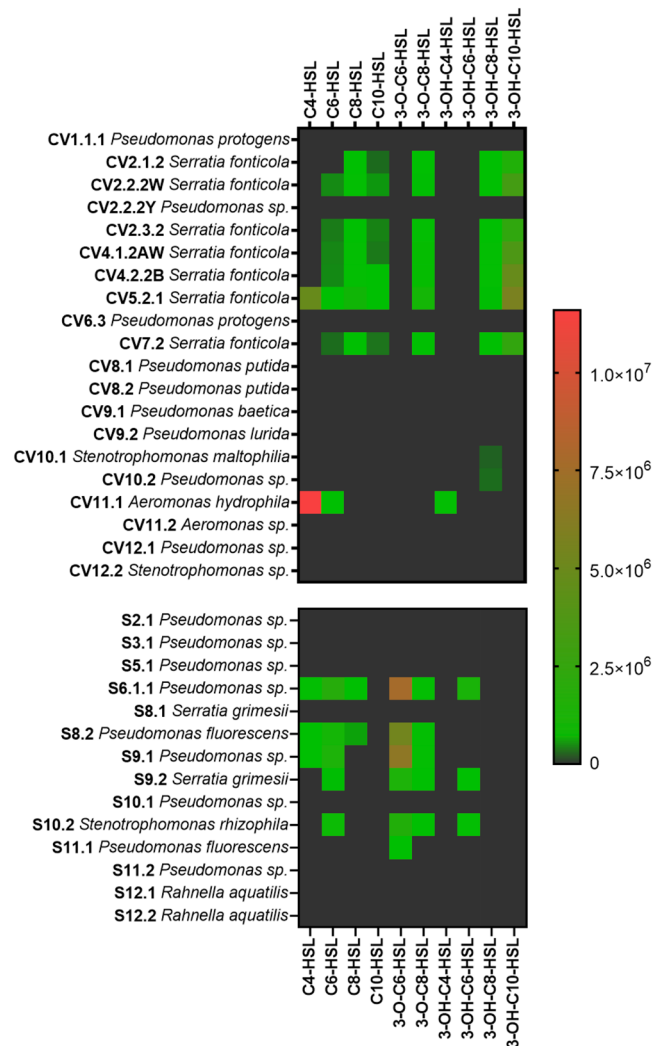 C4-HSL
C6-HSL
C8-HSL
C10-HSL
3-O-C6-HSL
3-O-C8-HSL
3-OH-C4-HSL
3-OH-C6-HSL
3-OH-C8-HSL
3-OH-C10-HSL
CV1.1.1 Pseudomonas protogens
CV2.1.2 Serratia fonticola
CV2.2.2W Serratia fonticola
CV2.2.2Y Pseudomonas sp.
CV2.3.2 Serratia fonticola
CV4.1.2AW Serratia fonticola
CV4.2.2B Serratia fonticola
CV5.2.1 Serratia fonticola
CV6.3 Pseudomonas protogens
CV7.2 Serratia fonticola
CV8.1 Pseudomonas putida
CV8.2 Pseudomonas putida
CV9.1 Pseudomonas baetica
CV9.2 Pseudomonas lurida
CV10.1 Stenotrophomonas maltophilia
CV10.2 Pseudomonas sp.
CV11.1 Aeromonas hydrophila
CV11.2 Aeromonas sp.
CV12.1 Pseudomonas sp.
CV12.2 Stenotrophomonas sp.
1.0×10⁷
7.5×10⁶
5.0×10⁶
2.5×10⁶
0
S2.1 Pseudomonas sp.
S3.1 Pseudomonas sp.
S5.1 Pseudomonas sp.
S6.1.1 Pseudomonas sp.
S8.1 Serratia grimesii
S8.2 Pseudomonas fluorescens
S9.1 Pseudomonas sp.
S9.2 Serratia grimesii
S10.1 Pseudomonas sp.
S10.2 Stenotrophomonas rhizophila
S11.1 Pseudomonas fluorescens
S11.2 Pseudomonas sp.
S12.1 Rahnella aquatilis
S12.2 Rahnella aquatilis
C4-HSL
C6-HSL
C8-HSL
C10-HSL
3-O-C6-HSL
3-O-C8-HSL
3-OH-C4-HSL
3-OH-C6-HSL
3-OH-C8-HSL
3-OH-C10-HSL